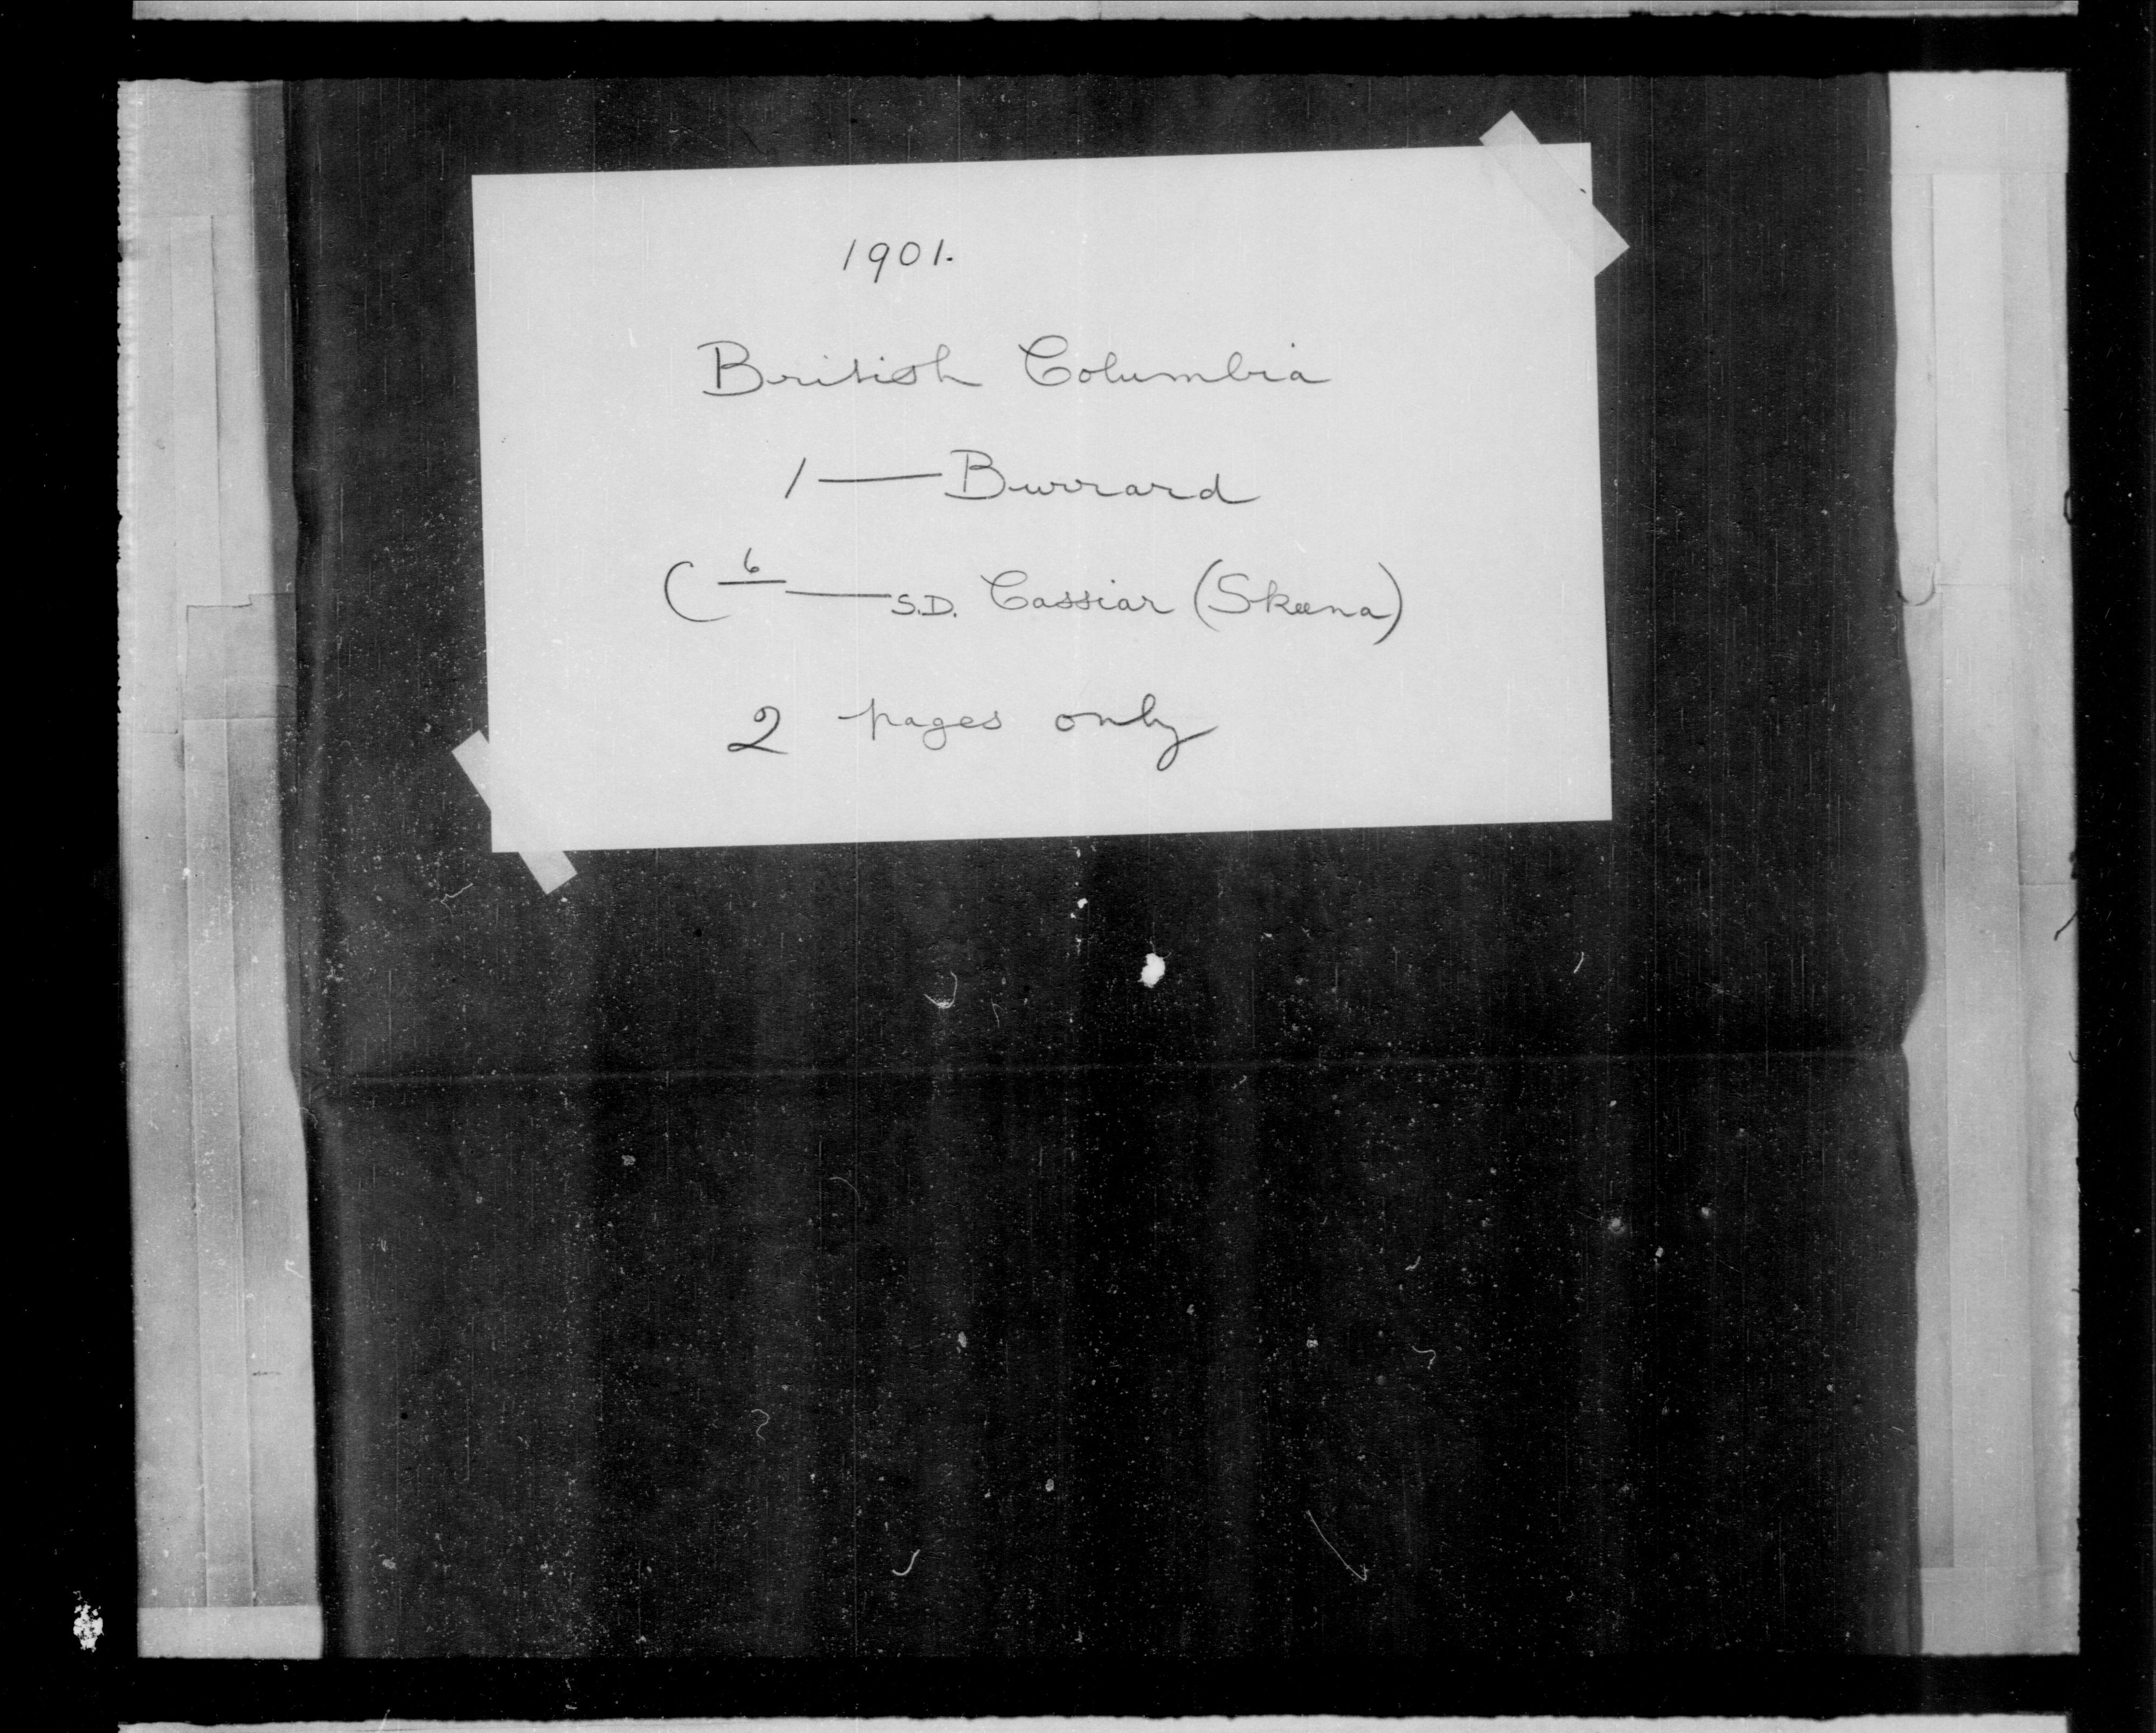 1901.
British Columbia
1 — Burrard
( 6 — S.D. Cassiar (Skeena)
2 pages only